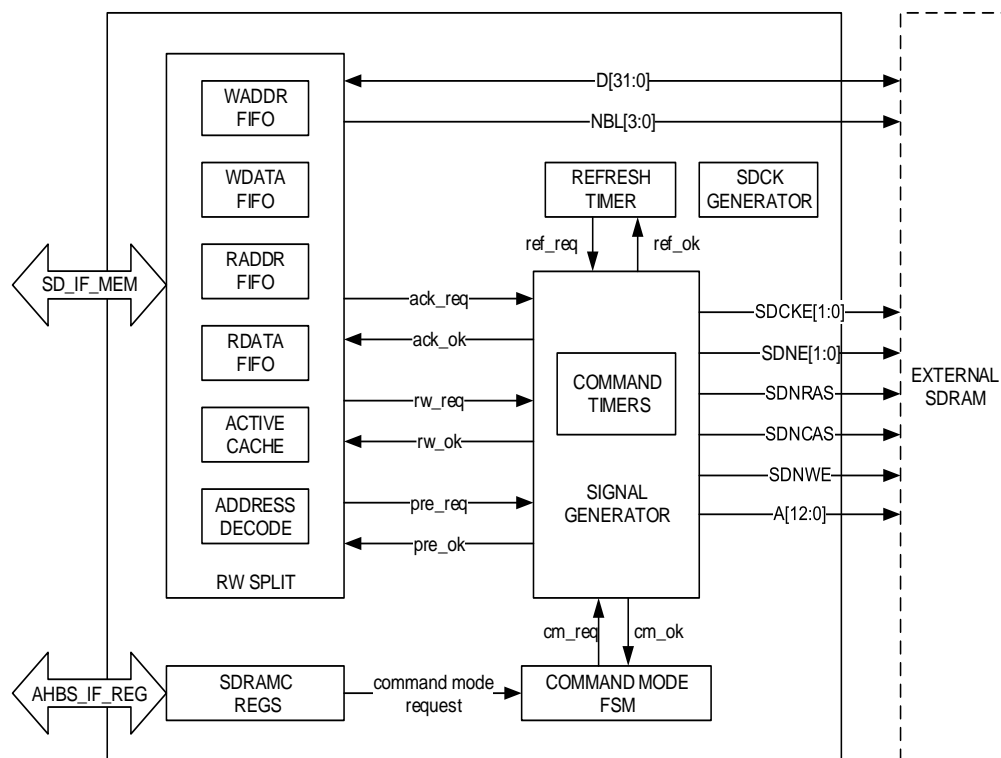 D[31:0]
NBL[3:0]
WADDR
FIFO
WDATA
FIFO
RADDR
FIFO
RDATA
FIFO
ACTIVE
CACHE
ADDRESS
DECODE
RW SPLIT
SD_IF_MEM
REFRESH
TIMER
SDCK
GENERATOR
ref_req
ref_ok
ack_req
ack_ok
rw_req
rw_ok
pre_req
pre_ok
COMMAND
TIMERS
SIGNAL
GENERATOR
SDCKE[1:0]
SDNE[1:0]
SDNRAS
SDNCAS
SDNWE
A[12:0]
EXTERNAL
SDRAM
cm_req
cm_ok
AHBS_IF_REG
SDRAMC
REGS
command mode
request
COMMAND MODE
FSM